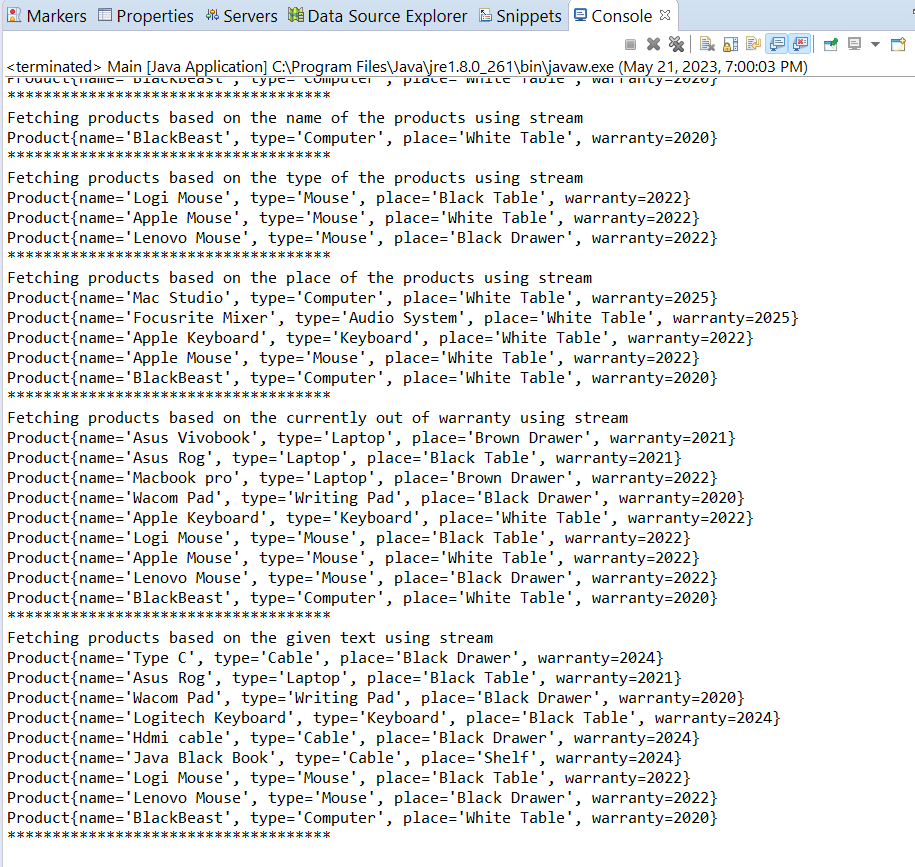 Markers Properties Servers Data Source Explorer Snippets Console
<terminated> Main [Java Application] C:\Program Files\Java\jre1.8.0_261\bin\javaw.exe (May 21, 2023, 7:00:03 PM)
Product{name='BlackBeast', type='Computer', place='White Table', warranty=2020}
************************************
Fetching products based on the name of the products using stream
Product{name='BlackBeast', type='Computer', place='White Table', warranty=2020}
************************************
Fetching products based on the type of the products using stream
Product{name='Logi Mouse', type='Mouse', place='Black Table', warranty=2022}
Product{name='Apple Mouse', type='Mouse', place='White Table', warranty=2022}
Product{name='Lenovo Mouse', type='Mouse', place='Black Drawer', warranty=2022}
************************************
Fetching products based on the place of the products using stream
Product{name='Mac Studio', type='Computer', place='White Table', warranty=2025}
Product{name='Focusrite Mixer', type='Audio System', place='White Table', warranty=2025}
Product{name='Apple Keyboard', type='Keyboard', place='White Table', warranty=2022}
Product{name='Apple Mouse', type='Mouse', place='White Table', warranty=2022}
Product{name='BlackBeast', type='Computer', place='White Table', warranty=2020}
************************************
Fetching products based on the currently out of warranty using stream
Product{name='Asus Vivobook', type='Laptop', place='Brown Drawer', warranty=2021}
Product{name='Asus Rog', type='Laptop', place='Black Table', warranty=2021}
Product{name='Macbook pro', type='Laptop', place='Brown Drawer', warranty=2022}
Product{name='Wacom Pad', type='Writing Pad', place='Black Drawer', warranty=2020}
Product{name='Apple Keyboard', type='Keyboard', place='White Table', warranty=2022}
Product{name='Logi Mouse', type='Mouse', place='Black Table', warranty=2022}
Product{name='Apple Mouse', type='Mouse', place='White Table', warranty=2022}
Product{name='Lenovo Mouse', type='Mouse', place='Black Drawer', warranty=2022}
Product{name='BlackBeast', type='Computer', place='White Table', warranty=2020}
************************************
Fetching products based on the given text using stream
Product{name='Type C', type='Cable', place='Black Drawer', warranty=2024}
Product{name='Asus Rog', type='Laptop', place='Black Table', warranty=2021}
Product{name='Wacom Pad', type='Writing Pad', place='Black Drawer', warranty=2020}
Product{name='Logitech Keyboard', type='Keyboard', place='Black Table', warranty=2024}
Product{name='Hdmi cable', type='Cable', place='Black Drawer', warranty=2024}
Product{name='Java Black Book', type='Cable', place='Shelf', warranty=2024}
Product{name='Logi Mouse', type='Mouse', place='Black Table', warranty=2022}
Product{name='Lenovo Mouse', type='Mouse', place='Black Drawer', warranty=2022}
Product{name='BlackBeast', type='Computer', place='White Table', warranty=2020}
************************************